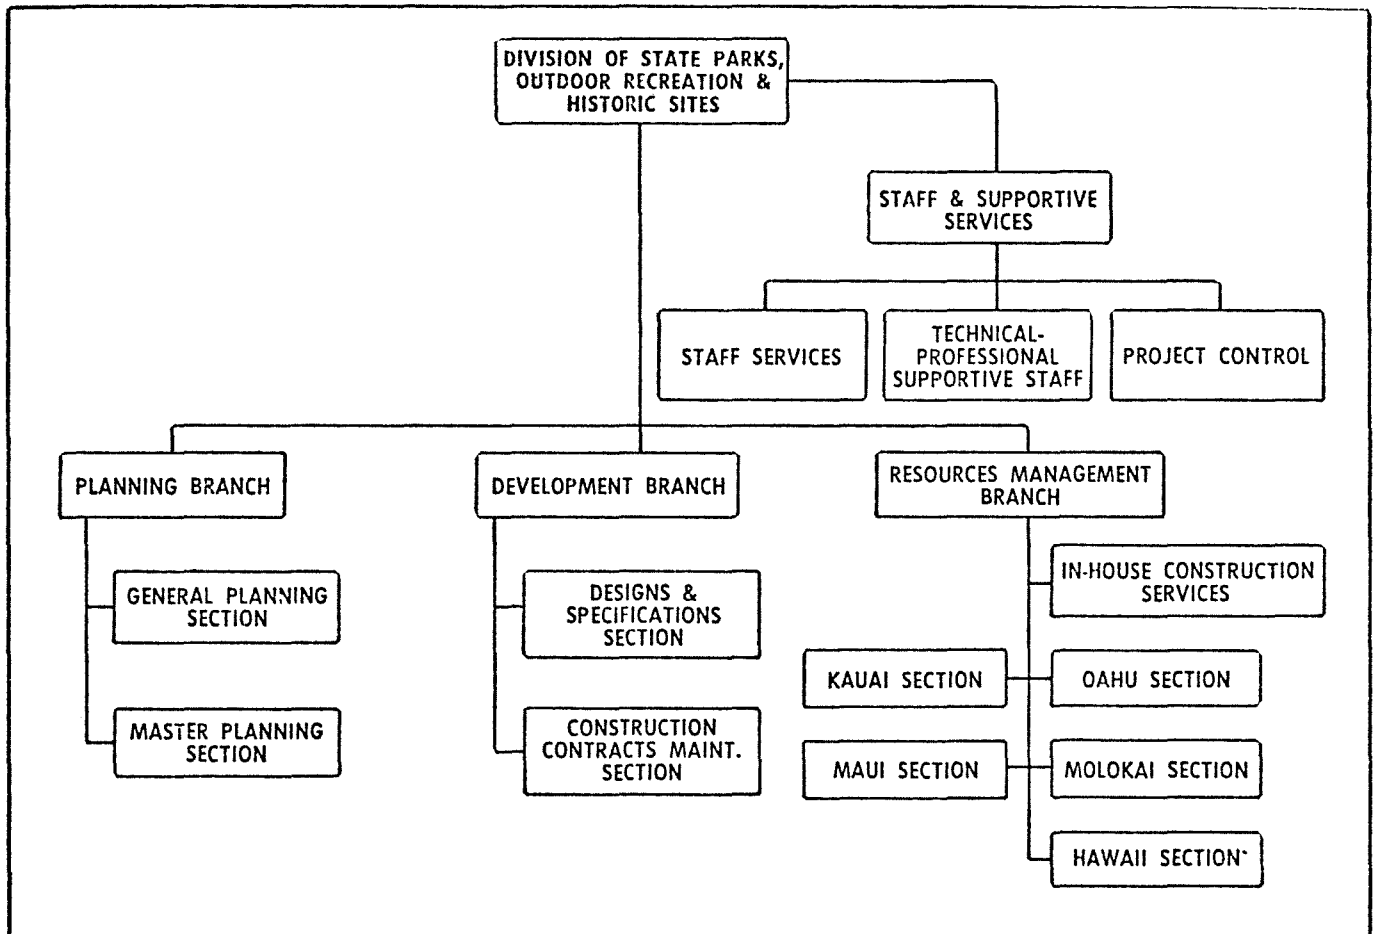 DIVISION OF STATE PARKS,
OUTDOOR RECREATION &
HISTORIC SITES
STAFF & SUPPORTIVE
SERVICES
STAFF SERVICES
TECHNICAL-
PROFESSIONAL
SUPPORTIVE STAFF
PROJECT CONTROL
PLANNING BRANCH
DEVELOPMENT BRANCH
RESOURCES MANAGEMENT
BRANCH
GENERAL PLANNING
SECTION
MASTER PLANNING
SECTION
DESIGNS &
SPECIFICATIONS
SECTION
CONSTRUCTION
CONTRACTS MAINT.
SECTION
IN-HOUSE CONSTRUCTION
SERVICES
KAUAI SECTION
OAHU SECTION
MAUI SECTION
MOLOKAI SECTION
HAWAII SECTION